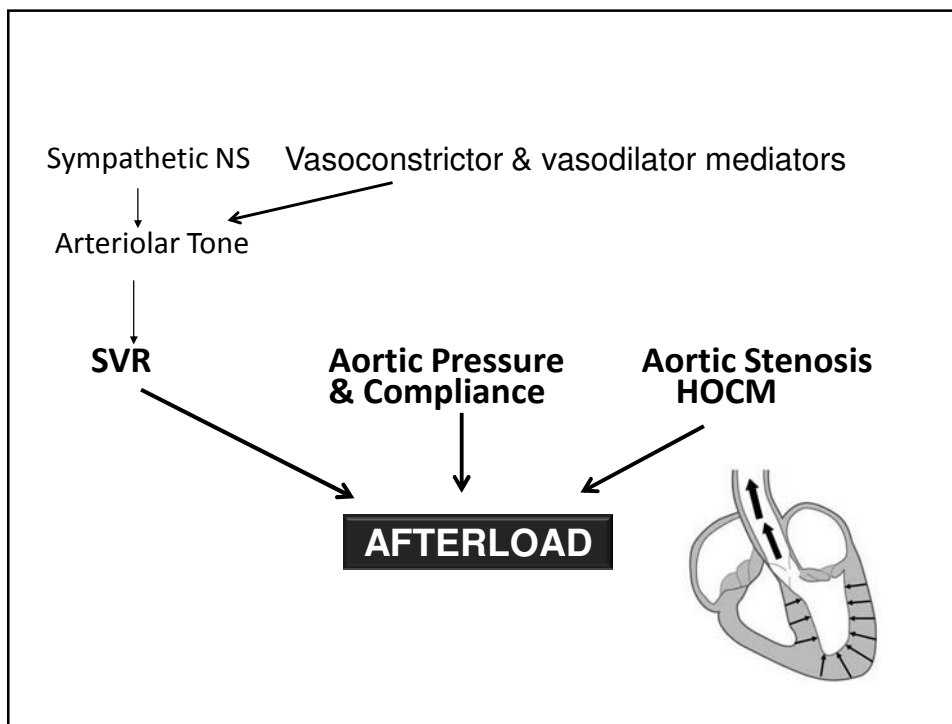 Sympathetic NS
Vasoconstrictor & vasodilator mediators
Arteriolar Tone
SVR
Aortic Pressure
& Compliance
Aortic Stenosis
HOCM
AFTERLOAD